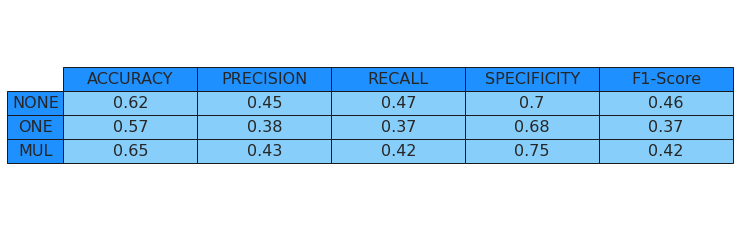 ACCURACY PRECISION RECALL SPECIFICITY F1-Score
NONE 0.62 0.45 0.47 0.7 0.46
ONE 0.57 0.38 0.37 0.68 0.37
MUL 0.65 0.43 0.42 0.75 0.42